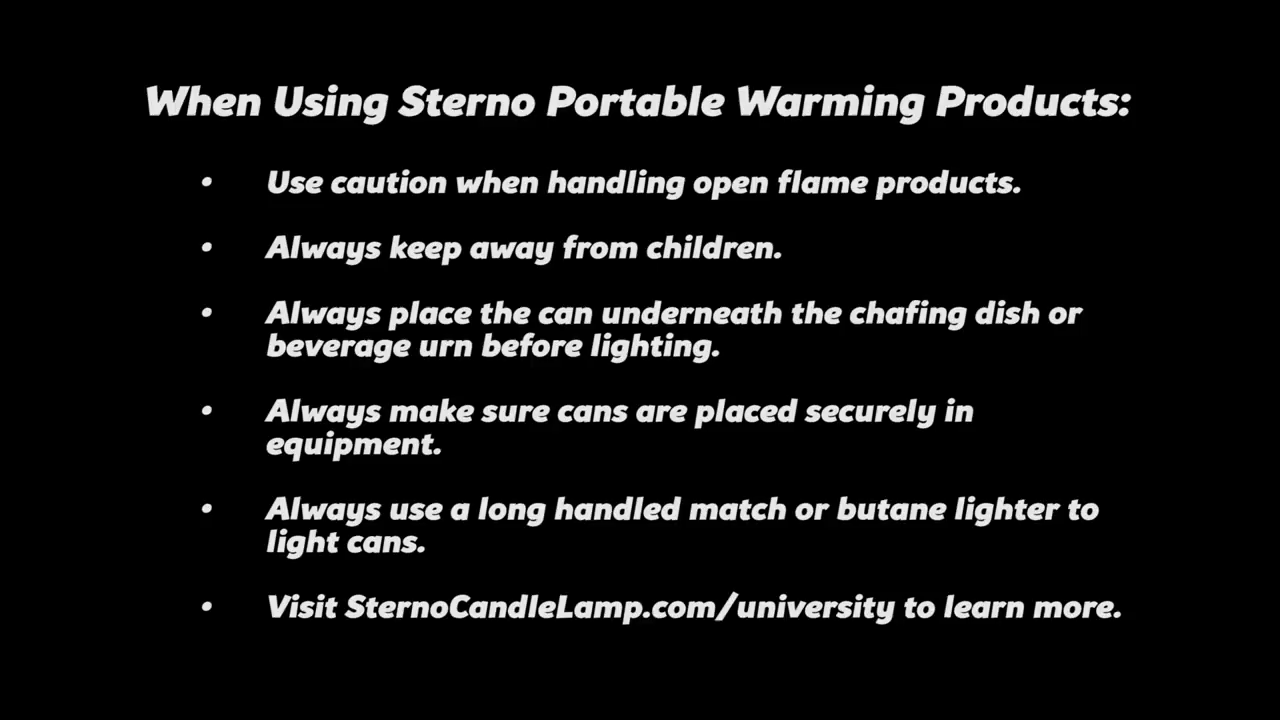 When Using Sterno Portable Warming Products:
• Use caution when handling open flame products.
• Always keep away from children.
• Always place the can underneath the chafing dish or
beverage urn before lighting.
• Always make sure cans are placed securely in
equipment.
• Always use a long handled match or butane lighter to
light cans.
• Visit SternoCandleLamp.com/university to learn more.